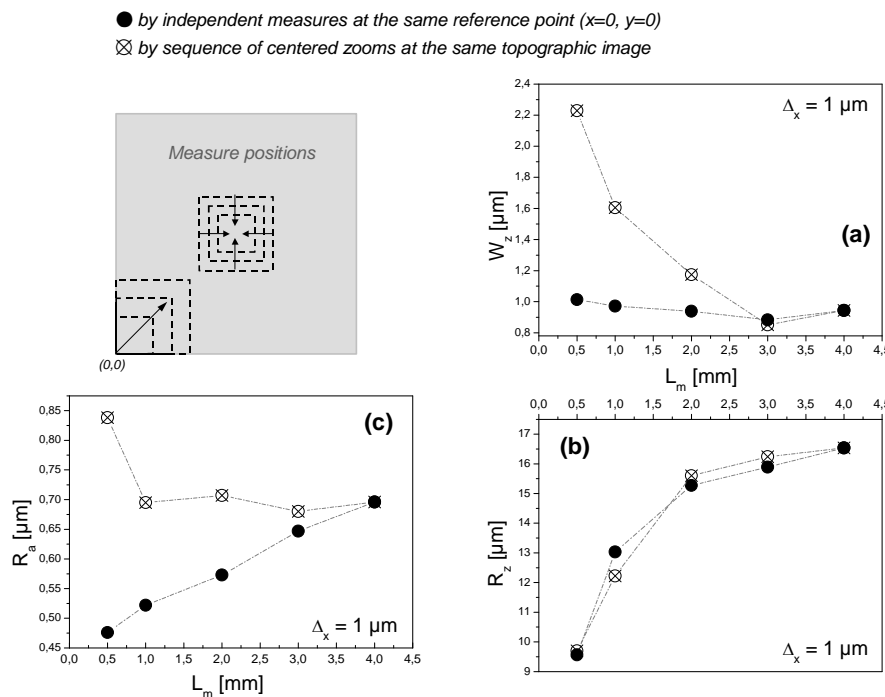 by independent measures at the same reference point (x=0, y=0)
by sequence of centered zooms at the same topographic image
Measure positions
(0,0)
2,4
2,2
2,0
1,8
1,6
1,4
1,2
1,0
0,8
W_z [µm]
Δ_x = 1 µm
(a)
0,0 0,5 1,0 1,5 2,0 2,5 3,0 3,5 4,0 4,5
L_m [mm]
0,85
0,80
0,75
0,70
0,65
0,60
0,55
0,50
0,45
R_a [µm]
(c)
Δ_x = 1 µm
0,0 0,5 1,0 1,5 2,0 2,5 3,0 3,5 4,0 4,5
L_m [mm]
0,0 0,5 1,0 1,5 2,0 2,5 3,0 3,5 4,0 4,5
17
16
15
14
13
12
11
10
9
R_z [µm]
(b)
Δ_x = 1 µm